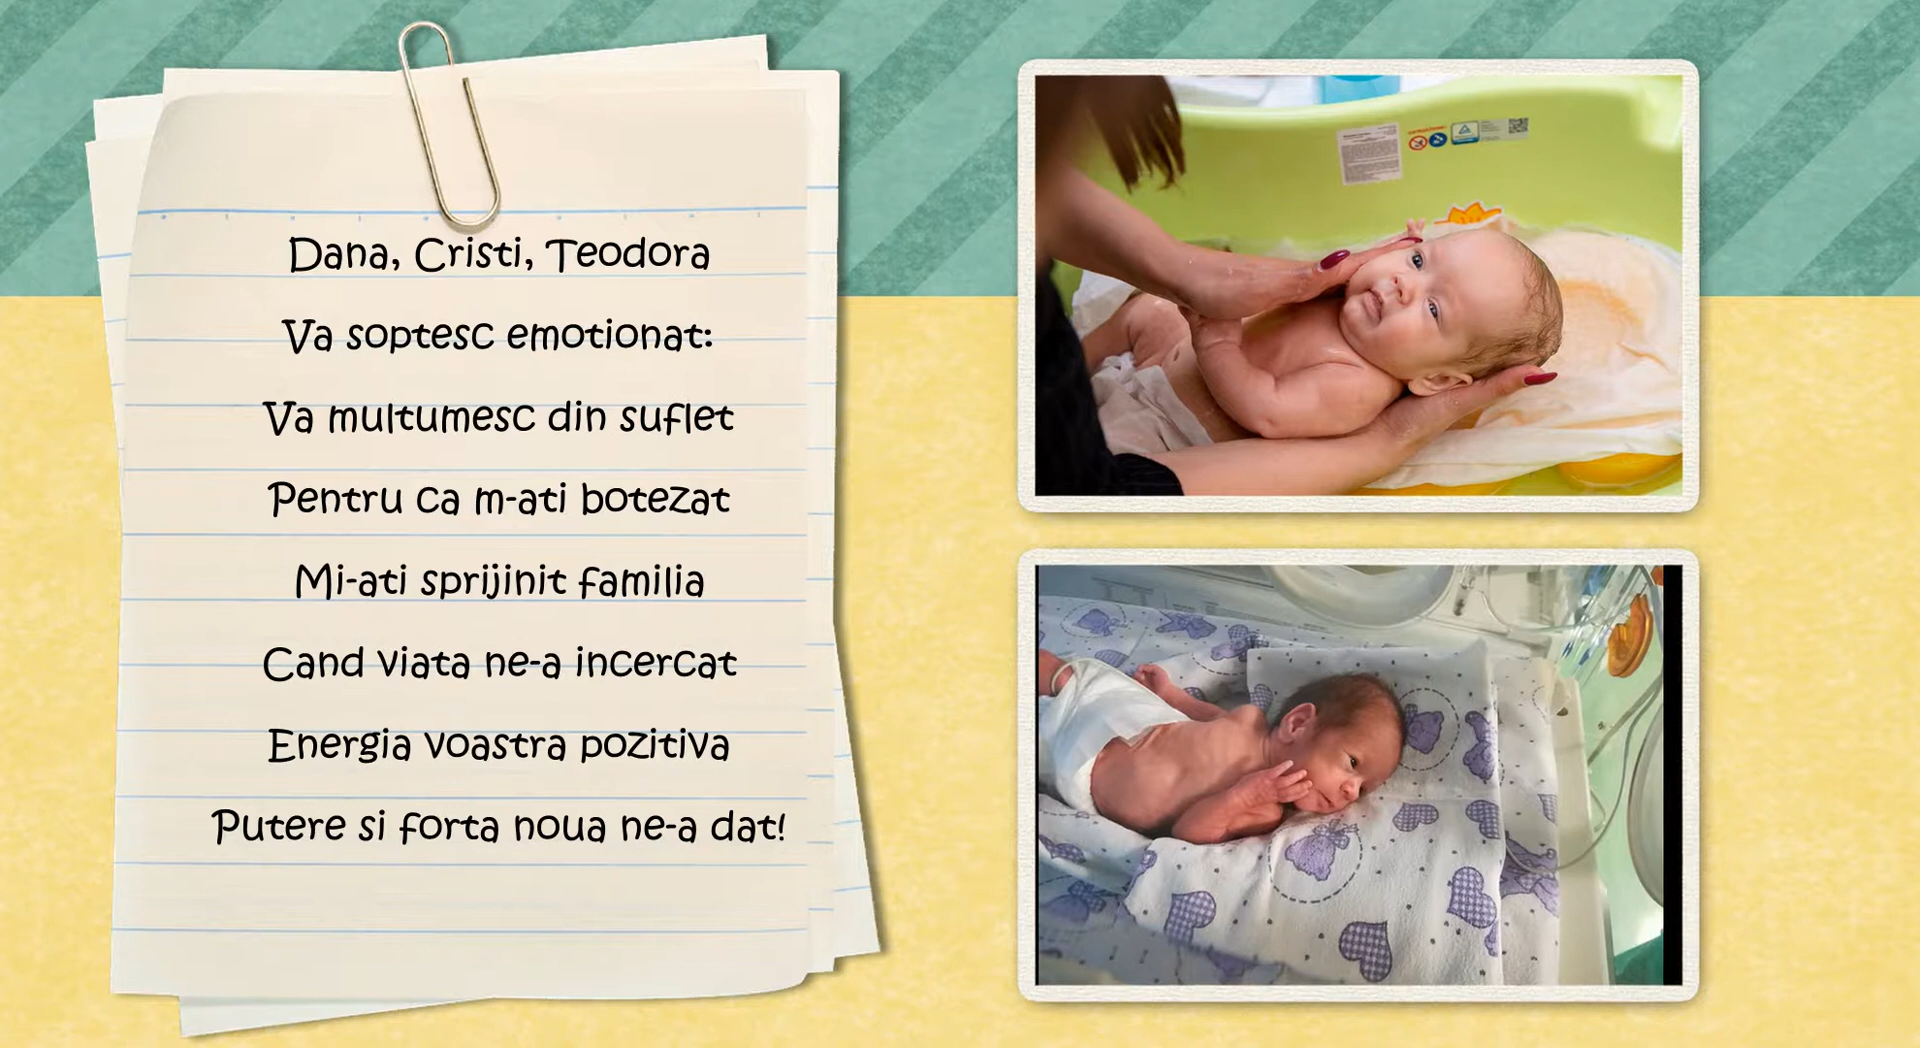 Dana, Cristi, Teodora
Va soptesc emotionat:
Va multumesc din suflet
Pentru ca m-ati botezat
Mi-ati sprijinit familia
Cand viata ne-a incercat
Energia voastra pozitiva
Putere si forta noua ne-a dat!